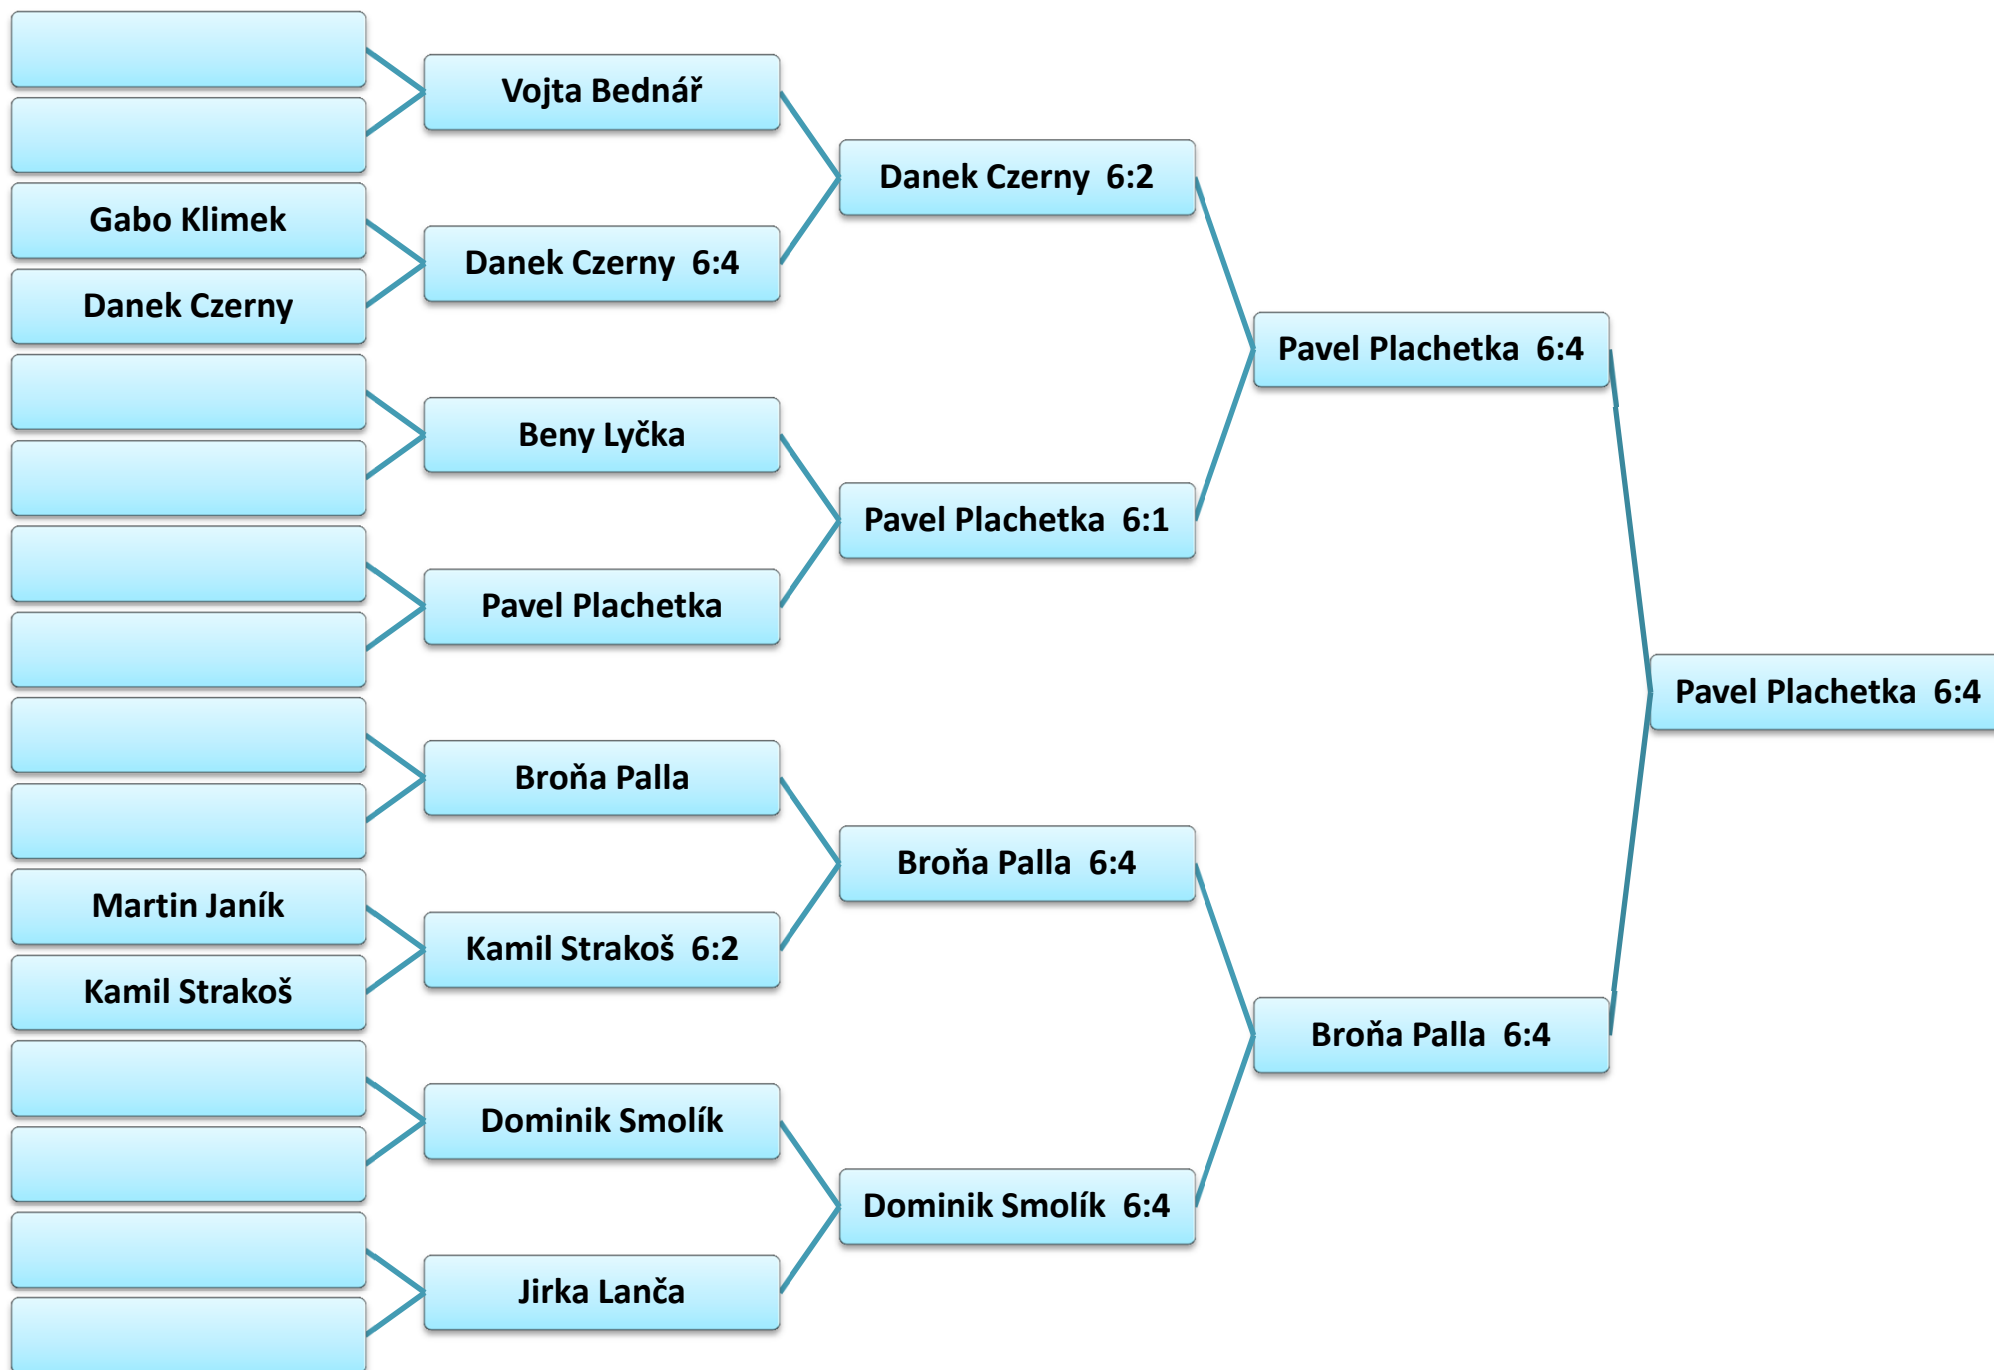 Vojta Bednář
Danek Czerny 6:2
Gabo Klimek
Danek Czerny 6:4
Danek Czerny
Pavel Plachetka 6:4
Beny Lyčka
Pavel Plachetka 6:1
Pavel Plachetka
Pavel Plachetka 6:4
Broňa Palla
Broňa Palla 6:4
Martin Janík
Kamil Strakoš 6:2
Kamil Strakoš
Broňa Palla 6:4
Dominik Smolík
Dominik Smolík 6:4
Jirka Lanča